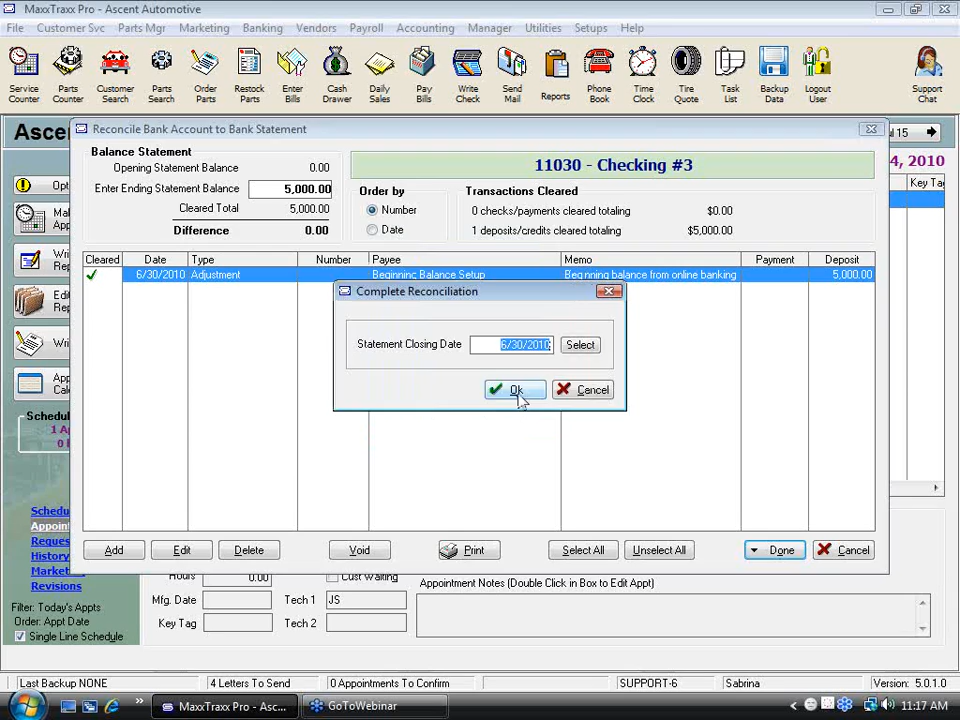 MaxxTraxx Pro - Ascent Automotive
File Customer Svc Parts Mgr Marketing Banking Vendors Payroll Accounting Manager Utilities Setups Help
Service Counter
Parts Counter
Customer Search
Parts Search
Order Parts
Restock Parts
Enter Bills
Cash Drawer
Daily Sales
Pay Bills
Write Check
Send Mail
Reports
Phone Book
Time Clock
Tire Quote
Task List
Backup Data
Logout User
Support Chat
Reconcile Bank Account to Bank Statement
Balance Statement
Opening Statement Balance 0.00
Enter Ending Statement Balance 5,000.00
Cleared Total 5,000.00
Difference 0.00
11030 - Checking #3
Order by
Number
Date
Transactions Cleared
0 checks/payments cleared totaling $0.00
1 deposits/credits cleared totaling $5,000.00
15
4, 2010
Cleared Date Type Number Payee Memo Payment Deposit
6/30/2010 Adjustment Beginning Balance Setup Beginning balance from online banking 5,000.00
Complete Reconciliation
Statement Closing Date 6/30/2010 Select
Ok Cancel
Add Edit Delete Void Print Select All Unselect All Done Cancel
Hours 0.00
Cust Waiting
Mfg. Date
Tech 1 JS
Key Tag
Tech 2
Appointment Notes (Double Click in Box to Edit Appt)
Filter: Today's Appts
Order: Appt Date
Single Line Schedule
Revisions
Last Backup NONE 4 Letters To Send 0 Appointments To Confirm SUPPORT-6 Sabrina Version: 5.0.1.0
MaxxTraxx Pro - Asc... GoToWebinar 11:17 AM